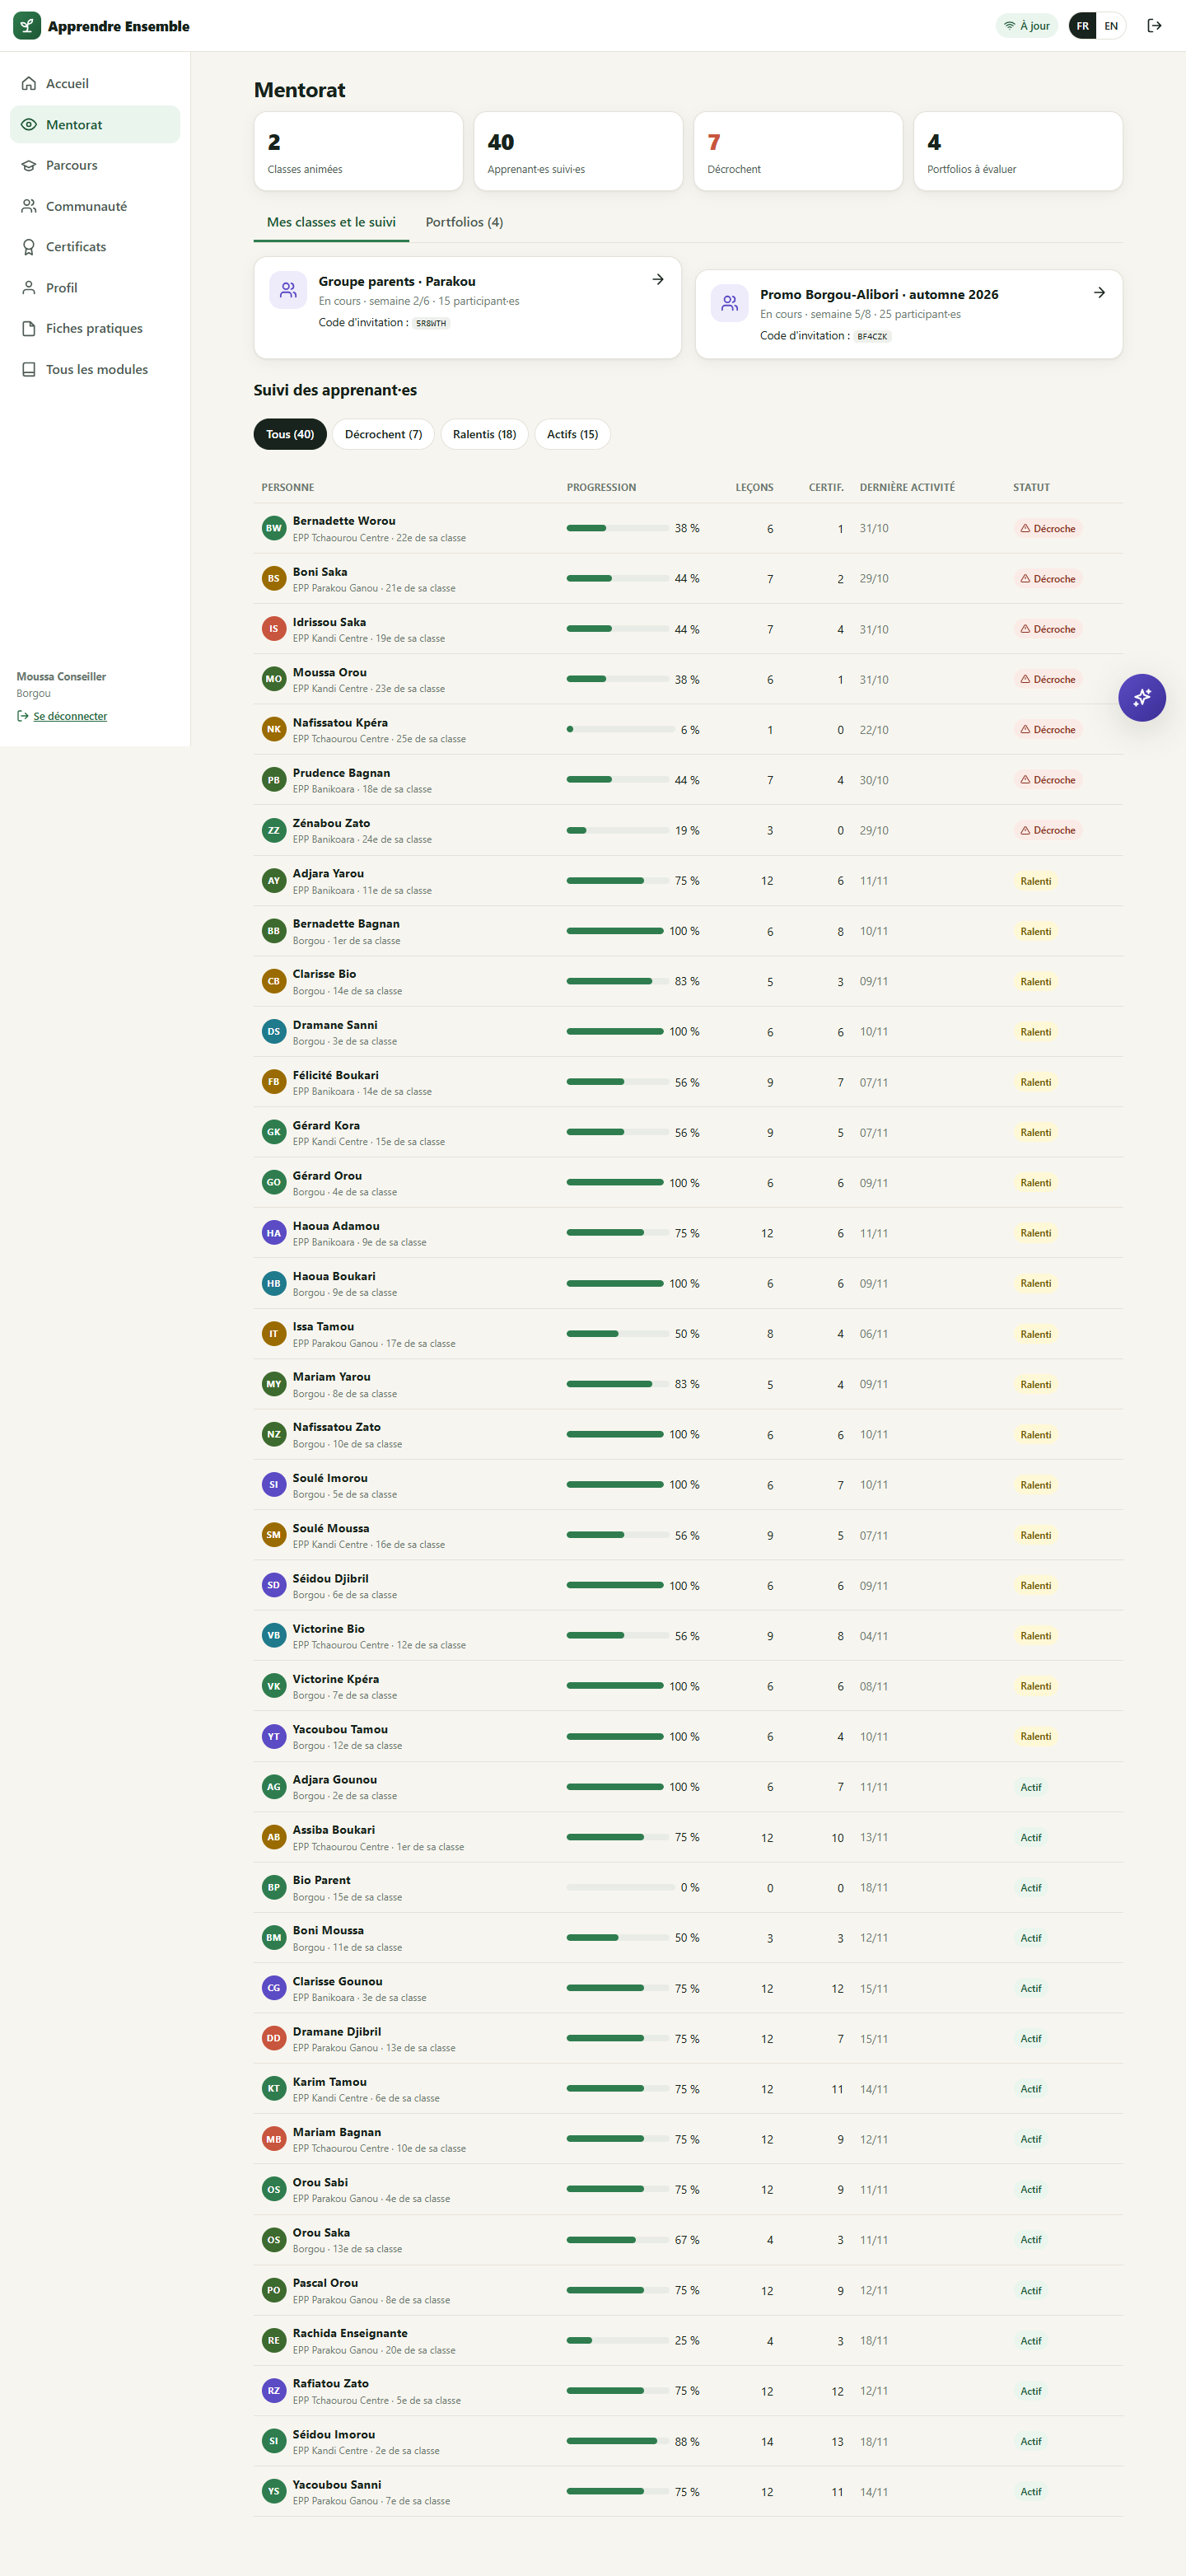 Apprendre Ensemble
À jour
FR EN
Accueil
Mentorat
Parcours
Communauté
Certificats
Profil
Fiches pratiques
Tous les modules
Moussa Conseiller
Borgou
Se déconnecter
Mentorat
2
Classes animées
40
Apprenant·es suivi·es
7
Décrochent
4
Portfolios à évaluer
Mes classes et le suivi
Portfolios (4)
Groupe parents · Parakou
En cours · semaine 2/6 · 15 participant·es
Code d'invitation : 5R8WTH
Promo Borgou-Alibori · automne 2026
En cours · semaine 5/8 · 25 participant·es
Code d'invitation : BF4CZK
Suivi des apprenant·es
Tous (40) Décrochent (7) Ralentis (18) Actifs (15)
PERSONNE PROGRESSION LEÇONS CERTIF. DERNIÈRE ACTIVITÉ STATUT
BW Bernadette Worou 38 % 6 1 31/10 Décroche
EPP Tchaourou Centre · 22e de sa classe
BS Boni Saka 44 % 7 2 29/10 Décroche
EPP Parakou Ganou · 21e de sa classe
IS Idrissou Saka 44 % 7 4 31/10 Décroche
EPP Kandi Centre · 19e de sa classe
MO Moussa Orou 38 % 6 1 31/10 Décroche
EPP Kandi Centre · 23e de sa classe
NK Nafissatou Kpéra 6 % 1 0 22/10 Décroche
EPP Tchaourou Centre · 25e de sa classe
PB Prudence Bagnan 44 % 7 4 30/10 Décroche
EPP Banikoara · 18e de sa classe
ZZ Zénabou Zato 19 % 3 0 29/10 Décroche
EPP Banikoara · 24e de sa classe
AY Adjara Yarou 75 % 12 6 11/11 Ralenti
EPP Banikoara · 11e de sa classe
BB Bernadette Bagnan 100 % 6 8 10/11 Ralenti
Borgou · 1er de sa classe
CB Clarisse Bio 83 % 5 3 09/11 Ralenti
Borgou · 14e de sa classe
DS Dramane Sanni 100 % 6 6 10/11 Ralenti
Borgou · 3e de sa classe
FB Félicité Boukari 56 % 9 7 07/11 Ralenti
EPP Banikoara · 14e de sa classe
GK Gérard Kora 56 % 9 5 07/11 Ralenti
EPP Kandi Centre · 15e de sa classe
GO Gérard Orou 100 % 6 6 09/11 Ralenti
Borgou · 4e de sa classe
HA Haoua Adamou 75 % 12 6 11/11 Ralenti
EPP Banikoara · 9e de sa classe
HB Haoua Boukari 100 % 6 6 09/11 Ralenti
Borgou · 9e de sa classe
IT Issa Tamou 50 % 8 4 06/11 Ralenti
EPP Parakou Ganou · 17e de sa classe
MY Mariam Yarou 83 % 5 4 09/11 Ralenti
Borgou · 8e de sa classe
NZ Nafissatou Zato 100 % 6 6 10/11 Ralenti
Borgou · 10e de sa classe
SI Soulé Imorou 100 % 6 7 10/11 Ralenti
Borgou · 5e de sa classe
SM Soulé Moussa 56 % 9 5 07/11 Ralenti
EPP Kandi Centre · 16e de sa classe
SD Séidou Djibril 100 % 6 6 09/11 Ralenti
Borgou · 6e de sa classe
VB Victorine Bio 56 % 9 8 04/11 Ralenti
EPP Tchaourou Centre · 12e de sa classe
VK Victorine Kpéra 100 % 6 6 08/11 Ralenti
Borgou · 7e de sa classe
YT Yacoubou Tamou 100 % 6 4 10/11 Ralenti
Borgou · 12e de sa classe
AG Adjara Gounou 100 % 6 7 11/11 Actif
Borgou · 2e de sa classe
AB Assiba Boukari 75 % 12 10 13/11 Actif
EPP Tchaourou Centre · 1er de sa classe
BP Bio Parent 0 % 0 0 18/11 Actif
Borgou · 15e de sa classe
BM Boni Moussa 50 % 3 3 12/11 Actif
Borgou · 11e de sa classe
CG Clarisse Gounou 75 % 12 12 15/11 Actif
EPP Banikoara · 3e de sa classe
DD Dramane Djibril 75 % 12 7 15/11 Actif
EPP Parakou Ganou · 13e de sa classe
KT Karim Tamou 75 % 12 11 14/11 Actif
EPP Kandi Centre · 6e de sa classe
MB Mariam Bagnan 75 % 12 9 12/11 Actif
EPP Tchaourou Centre · 10e de sa classe
OS Orou Sabi 75 % 12 9 11/11 Actif
EPP Parakou Ganou · 4e de sa classe
OS Orou Saka 67 % 4 3 11/11 Actif
Borgou · 13e de sa classe
PO Pascal Orou 75 % 12 9 12/11 Actif
EPP Parakou Ganou · 8e de sa classe
RE Rachida Enseignante 25 % 4 3 18/11 Actif
EPP Parakou Ganou · 20e de sa classe
RZ Rafiatou Zato 75 % 12 12 12/11 Actif
EPP Tchaourou Centre · 5e de sa classe
SI Séidou Imorou 88 % 14 13 18/11 Actif
EPP Kandi Centre · 2e de sa classe
YS Yacoubou Sanni 75 % 12 11 14/11 Actif
EPP Parakou Ganou · 7e de sa classe